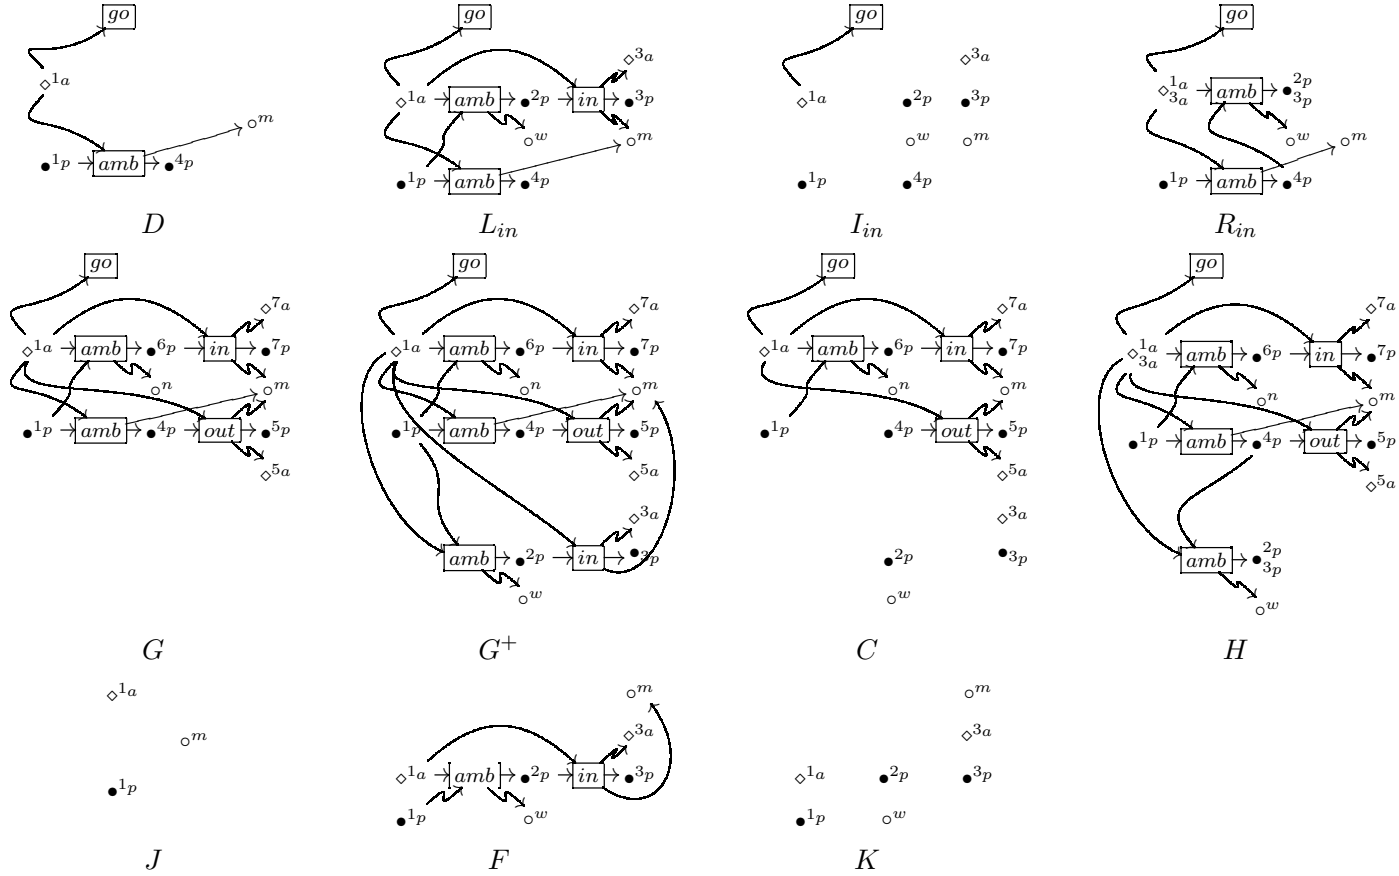 go go go go
1a 3a
1a amb 2p in 3p 1a 2p 3p 1a 3a amb 2p 3p
m w m w m w m
1p amb 4p 1p amb 4p 1p 4p 1p amb 4p
D L_in I_in R_in
go go go go
7a 7a 7a 7a
1a amb 6p in 7p 1a amb 6p in 7p 1a amb 6p in 7p 1a 3a amb 6p in 7p
n m n m n m n m
1p amb 4p out 5p 1p amb 4p out 5p 1p 4p out 5p 1p amb 4p out 5p
5a 5a 5a 5a
3a 3a
amb 2p in 3p 2p 3p amb 2p 3p
w w w
G G^+ C H
1a m m
m 3a 3a
1a amb 2p in 3p 1a 2p 3p
1p 1p w 1p w
J F K